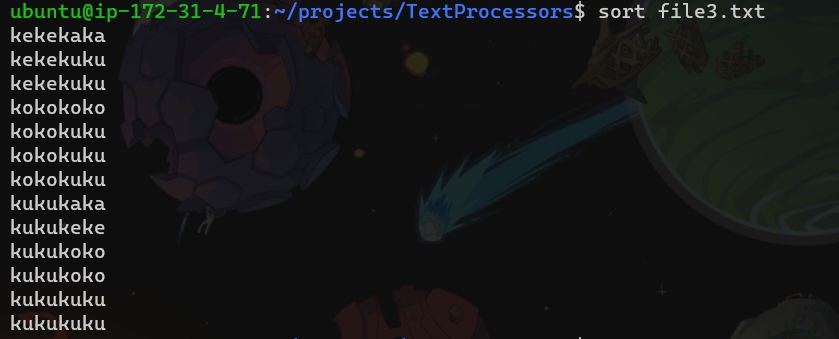 ubuntu@ip-172-31-4-71:~/projects/TextProcessors$ sort file3.txt
kekekaka
kekekuku
kekekuku
kokokoko
kokokuku
kokokuku
kokokuku
kukukaka
kukukeke
kukukoko
kukukoko
kukukuku
kukukuku